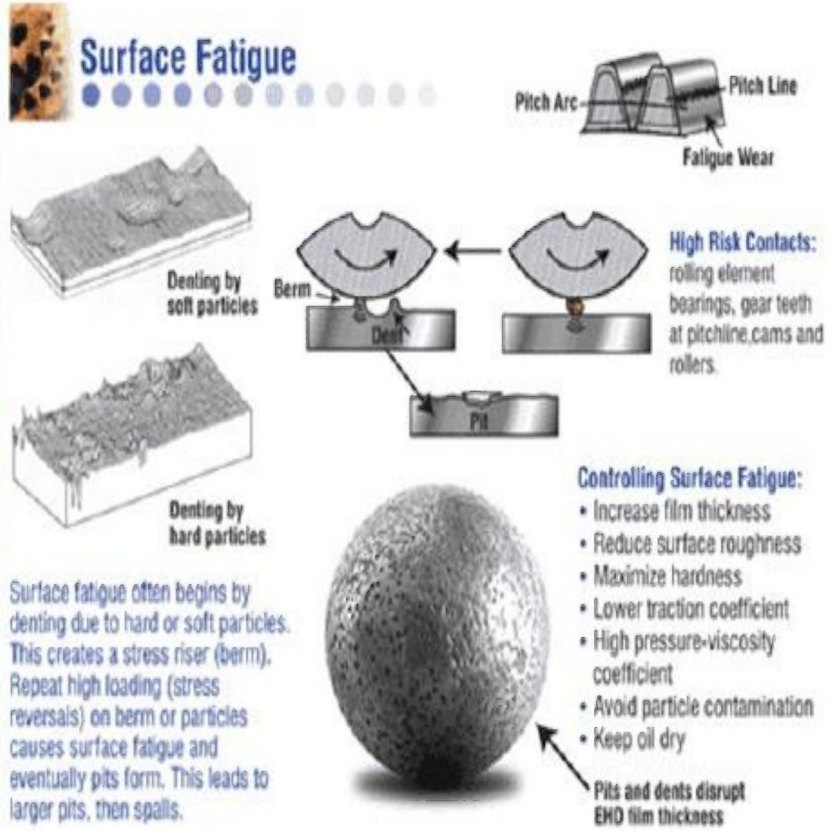 Surface Fatigue
Pitch Arc
Pitch Line
Fatigue Wear
Denting by
soft particles
Berm
Dent
Pit
High Risk Contacts:
rolling element
bearings, gear teeth
at pitchline,cams and
rollers.
Denting by
hard particles
Surface fatigue often begins by
denting due to hard or soft particles.
This creates a stress riser (berm).
Repeat high loading (stress
reversals) on berm or particles
causes surface fatigue and
eventually pits form. This leads to
larger pits, then spalls.
Controlling Surface Fatigue:
• Increase film thickness
• Reduce surface roughness
• Maximize hardness
• Lower traction coefficient
• High pressure-viscosity
coefficient
• Avoid particle contamination
• Keep oil dry
Pits and dents disrupt
EHD film thickness